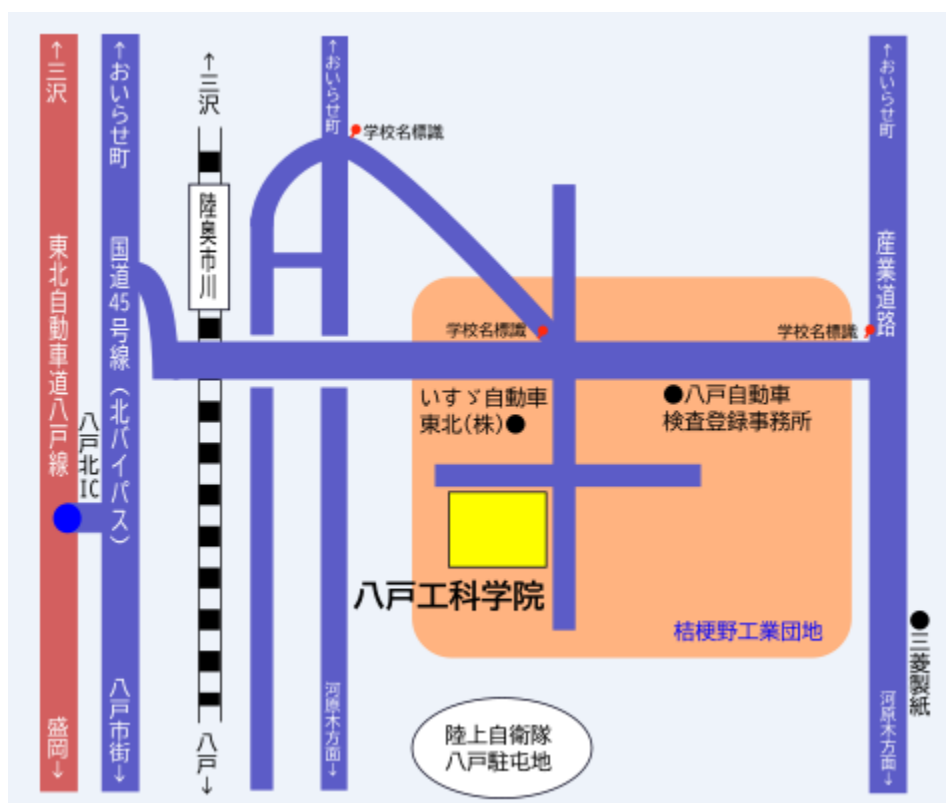 ↑三沢
東北自動車道八戸線
盛岡↓
↑おいらせ町
国道45号線（北バイパス）
八戸市街↓
八戸北IC
↑三沢
陸奥市川
八戸↓
↑おいらせ町
河原木方面↓
学校名標識
学校名標識
学校名標識
いすゞ自動車
東北(株)●
●八戸自動車
検査登録事務所
八戸工科学院
桔梗野工業団地
陸上自衛隊
八戸駐屯地
↑おいらせ町
産業道路
河原木方面↓
●三菱製紙